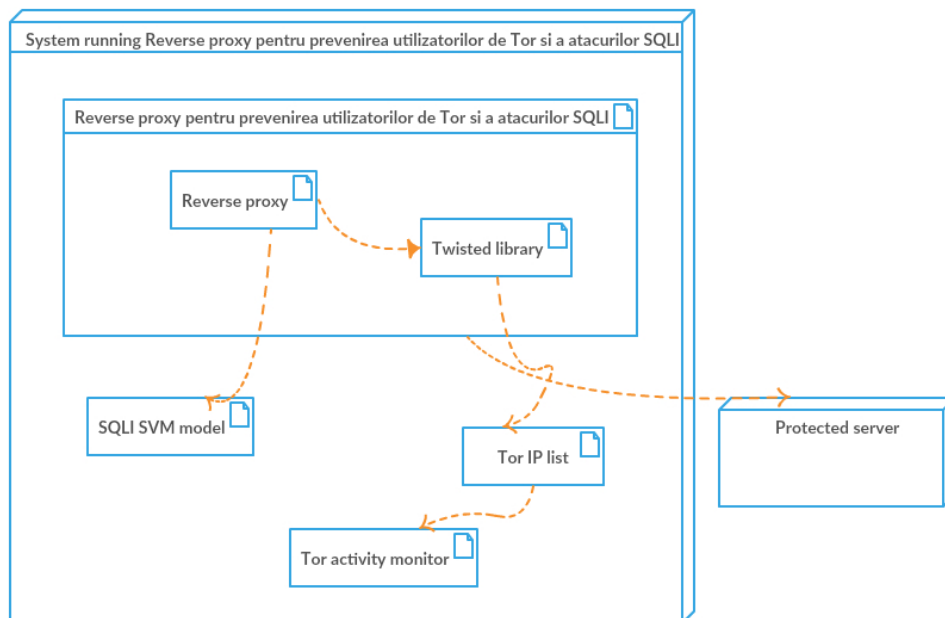 System running Reverse proxy pentru prevenirea utilizatorilor de Tor si a atacurilor SQLI
Reverse proxy pentru prevenirea utilizatorilor de Tor si a atacurilor SQLI
Reverse proxy
Twisted library
SQLI SVM model
Protected server
Tor IP list
Tor activity monitor